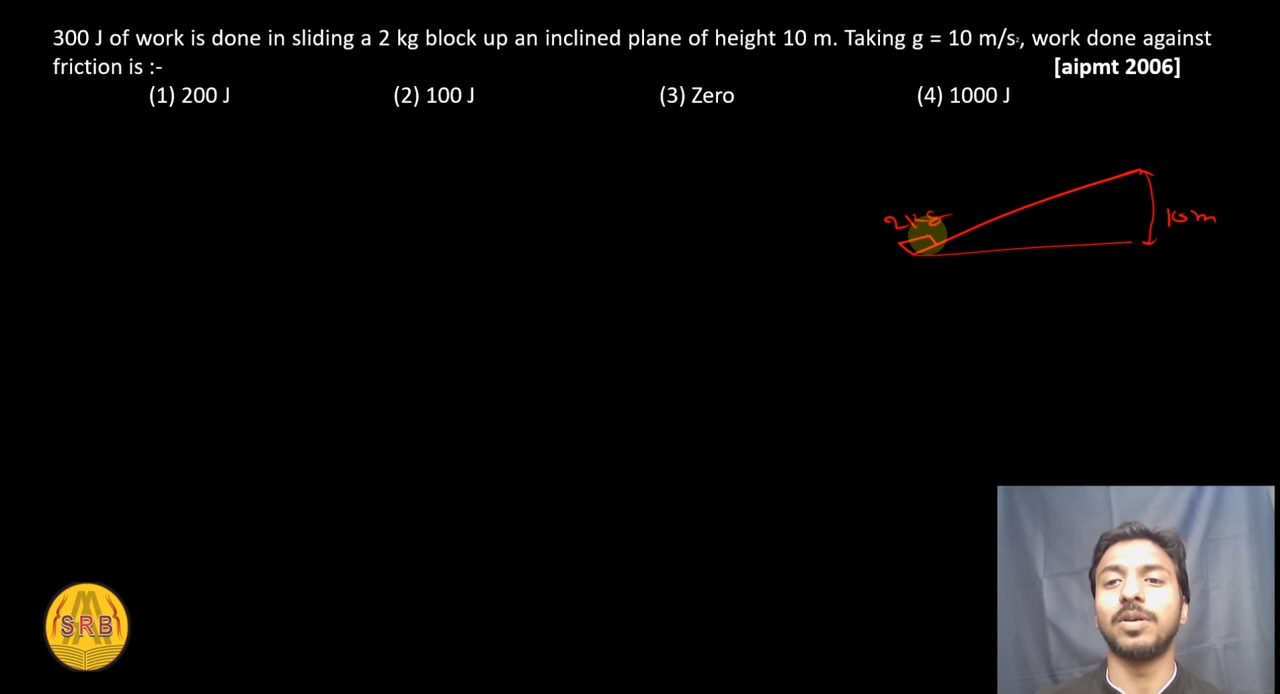 300 J of work is done in sliding a 2 kg block up an inclined plane of height 10 m. Taking g = 10 m/s², work done against
friction is :- [aipmt 2006]
(1) 200 J (2) 100 J (3) Zero (4) 1000 J
2kg
10m
SRB